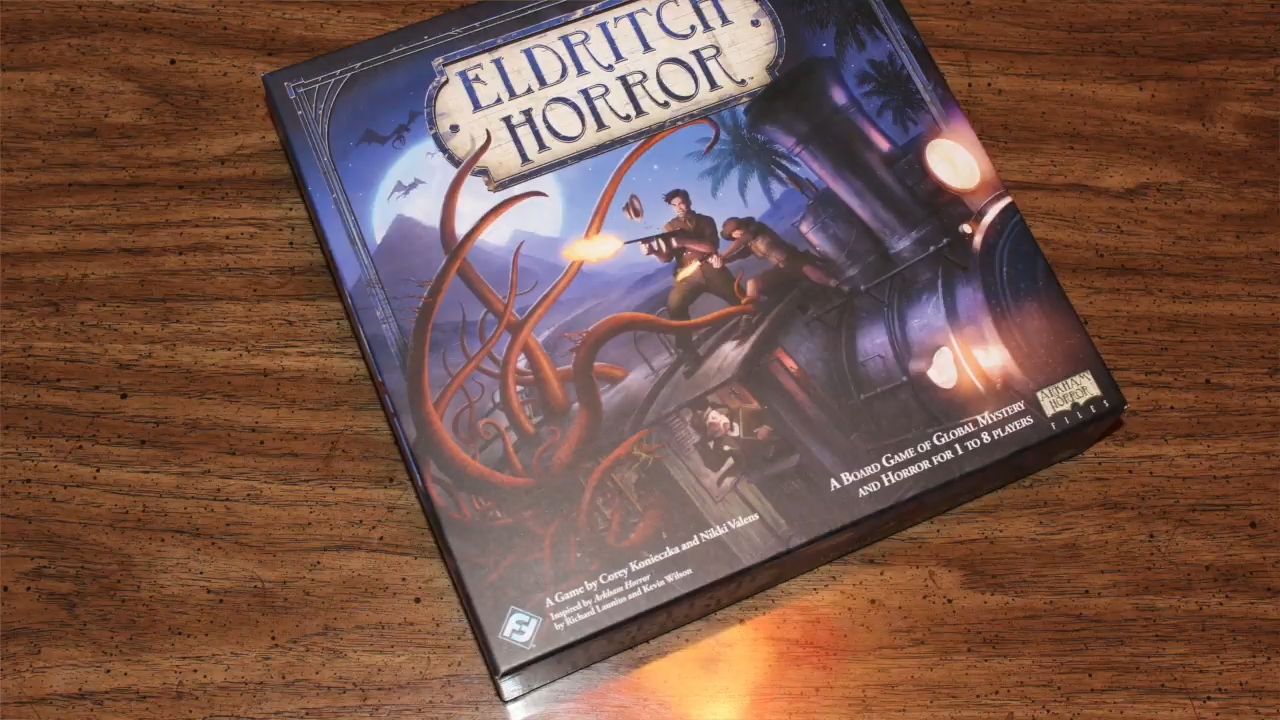 ELDRITCH
HORROR
A BOARD GAME OF GLOBAL MYSTERY
AND HORROR FOR 1 TO 8 PLAYERS
ARKHAM
HORROR
FILES
A Game by Corey Konieczka and Nikki Valens
Inspired by Arkham Horror
by Richard Launius and Kevin Wilson